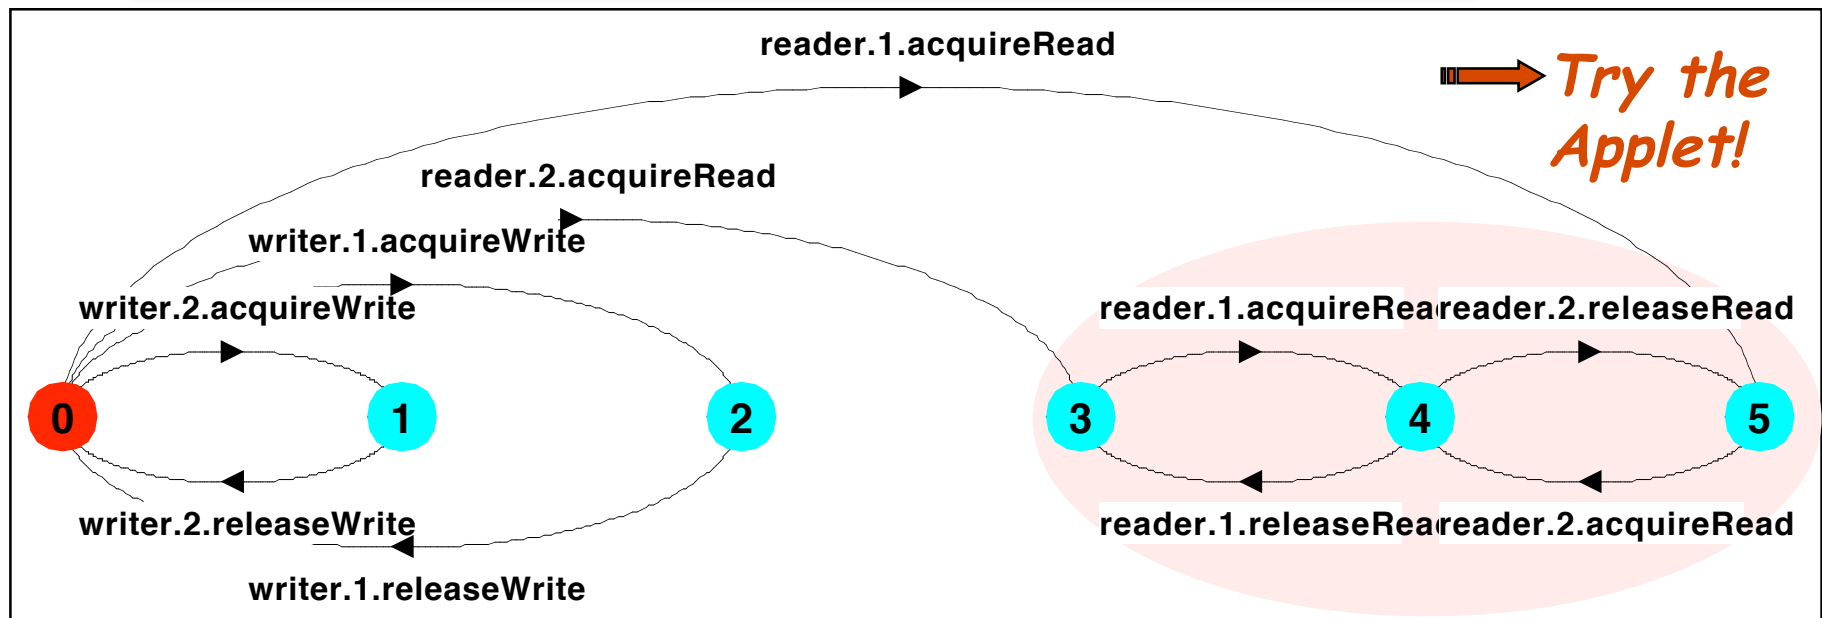 reader.1.acquireRead
Try the
Applet!
reader.2.acquireRead
writer.1.acquireWrite
writer.2.acquireWrite
reader.1.acquireRea
reader.2.releaseRead
0
1
2
3
4
5
writer.2.releaseWrite
reader.1.releaseRea
reader.2.acquireRead
writer.1.releaseWrite